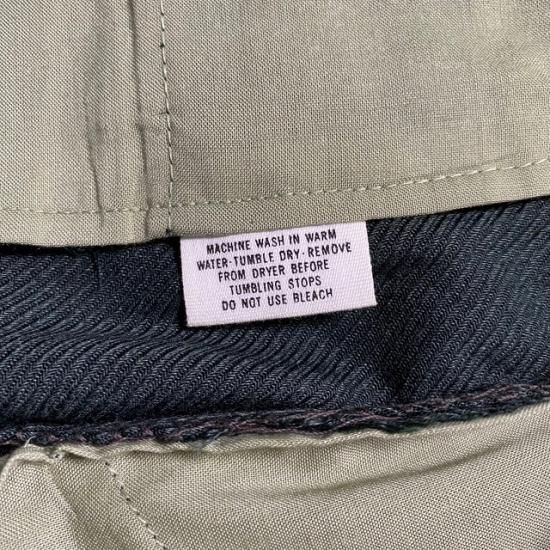 MACHINE WASH IN WARM
WATER-TUMBLE DRY-REMOVE
FROM DRYER BEFORE
TUMBLING STOPS
DO NOT USE BLEACH